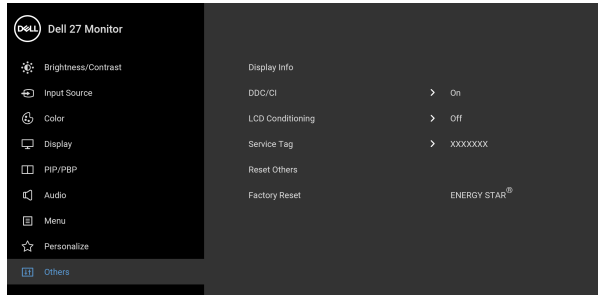 DELL Dell 27 Monitor
Brightness/Contrast
Input Source
Color
Display
PIP/PBP
Audio
Menu
Personalize
Others
Display Info
DDC/CI > On
LCD Conditioning > Off
Service Tag > XXXXXXX
Reset Others
Factory Reset ENERGY STAR®